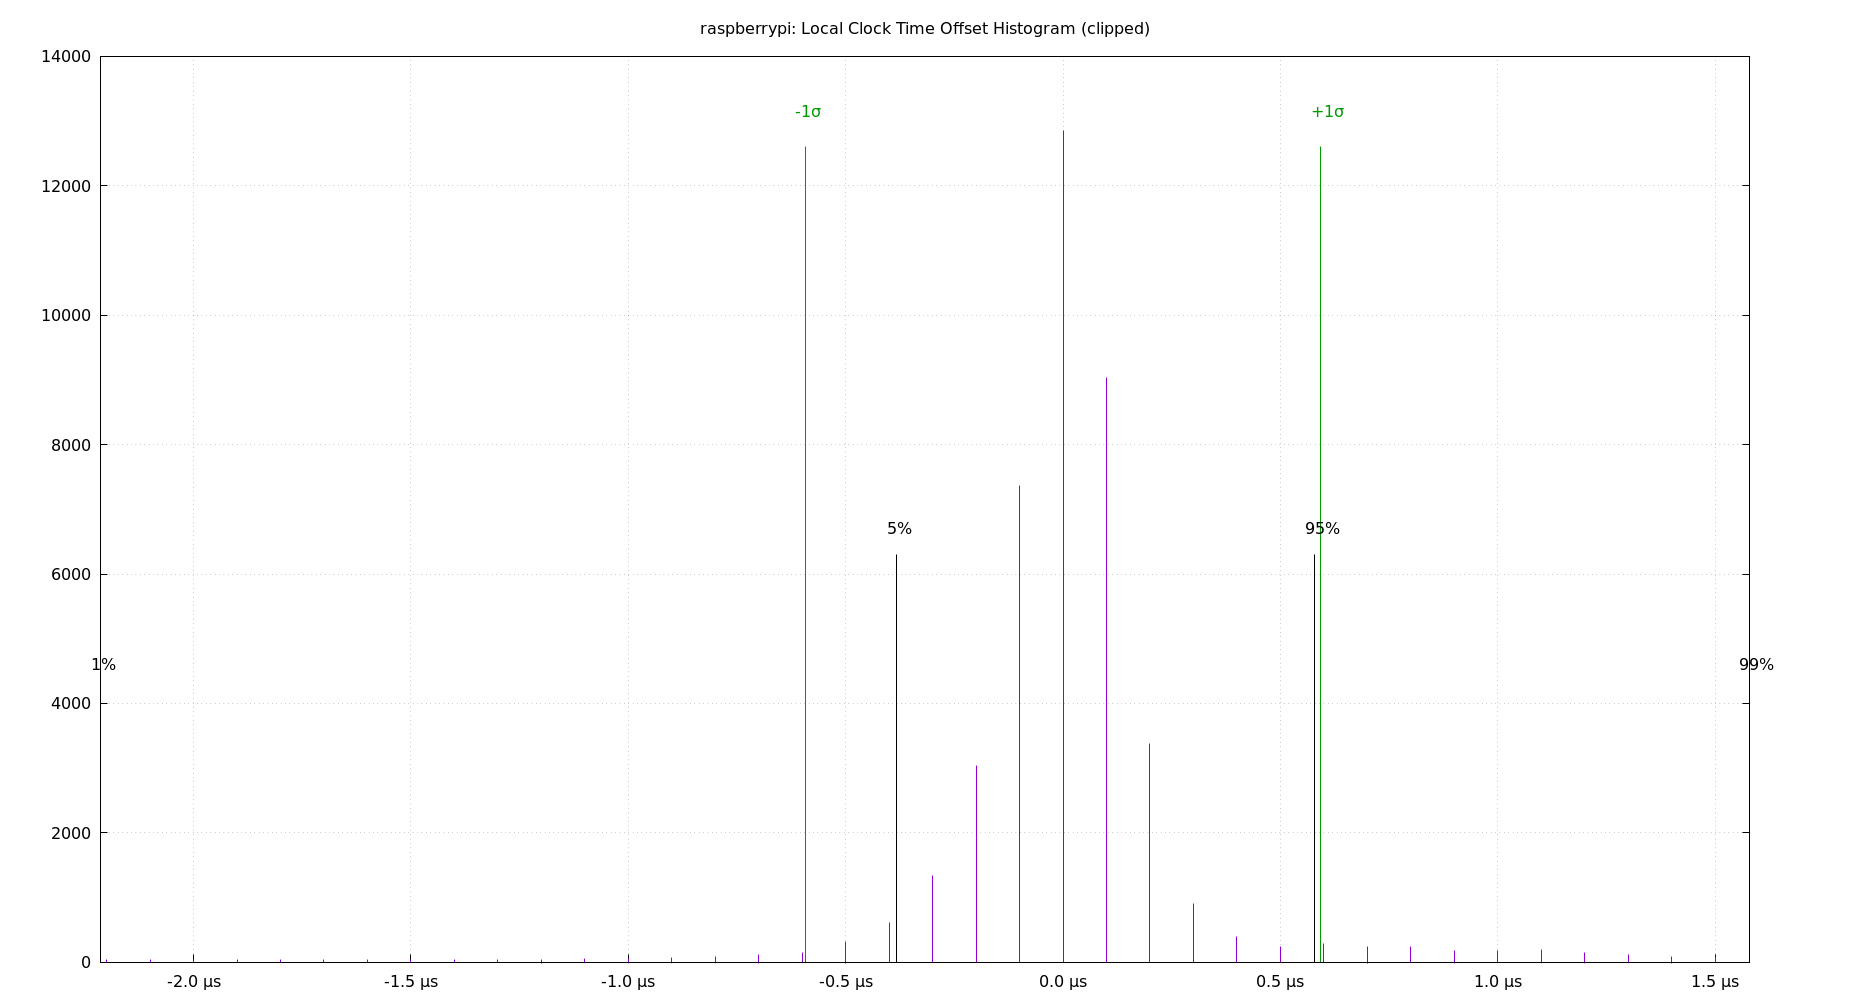 raspberrypi: Local Clock Time Offset Histogram (clipped)
14000
-1σ
+1σ
12000
10000
8000
5%
95%
6000
1%
99%
4000
2000
0
-2.0 µs
-1.5 µs
-1.0 µs
-0.5 µs
0.0 µs
0.5 µs
1.0 µs
1.5 µs